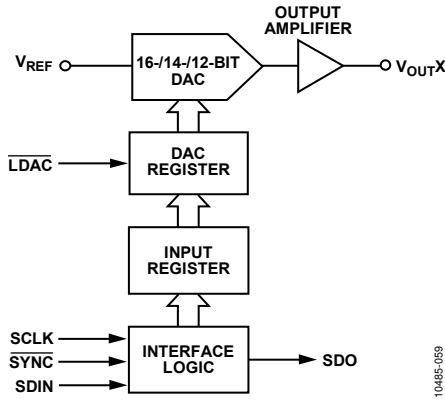 OUTPUT
AMPLIFIER
VREF
16-/14-/12-BIT
DAC
VOUTX
LDAC
DAC
REGISTER
INPUT
REGISTER
SCLK
SYNC
SDIN
INTERFACE
LOGIC
SDO
10485-059